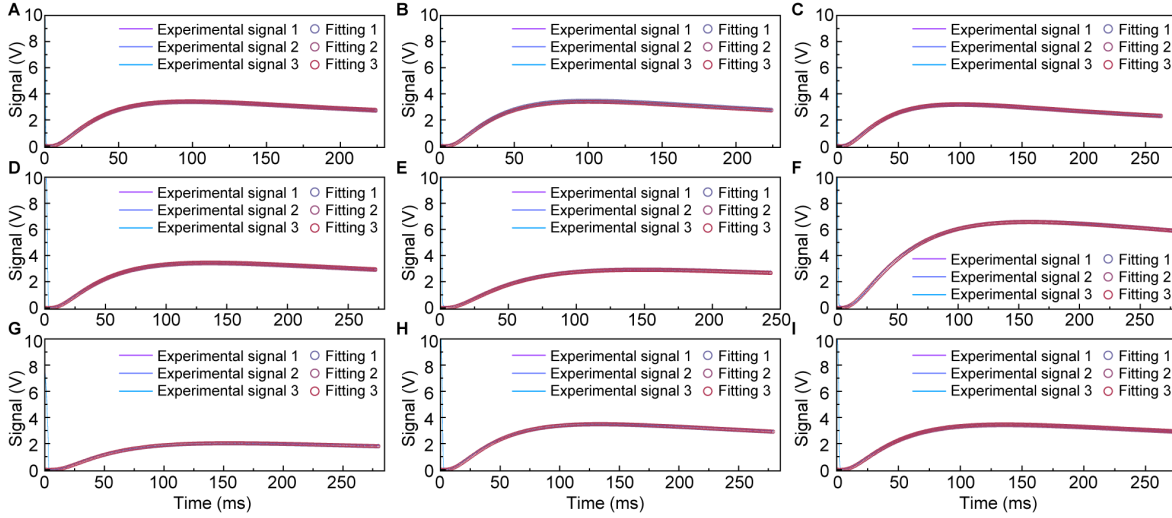 A
10
8
6
4
2
0
Signal (V)
Experimental signal 1 Fitting 1
Experimental signal 2 Fitting 2
Experimental signal 3 Fitting 3
0 50 100 150 200
B
10
8
6
4
2
0
Signal (V)
Experimental signal 1 Fitting 1
Experimental signal 2 Fitting 2
Experimental signal 3 Fitting 3
0 50 100 150 200
C
10
8
6
4
2
0
Signal (V)
Experimental signal 1 Fitting 1
Experimental signal 2 Fitting 2
Experimental signal 3 Fitting 3
0 50 100 150 200 250
D
10
8
6
4
2
0
Signal (V)
Experimental signal 1 Fitting 1
Experimental signal 2 Fitting 2
Experimental signal 3 Fitting 3
0 50 100 150 200 250
E
10
8
6
4
2
0
Signal (V)
Experimental signal 1 Fitting 1
Experimental signal 2 Fitting 2
Experimental signal 3 Fitting 3
0 50 100 150 200 250
F
10
8
6
4
2
0
Signal (V)
Experimental signal 1 Fitting 1
Experimental signal 2 Fitting 2
Experimental signal 3 Fitting 3
0 50 100 150 200 250
G
10
8
6
4
2
0
Signal (V)
Experimental signal 1 Fitting 1
Experimental signal 2 Fitting 2
Experimental signal 3 Fitting 3
0 50 100 150 200 250
Time (ms)
H
10
8
6
4
2
0
Signal (V)
Experimental signal 1 Fitting 1
Experimental signal 2 Fitting 2
Experimental signal 3 Fitting 3
0 50 100 150 200 250
Time (ms)
I
10
8
6
4
2
0
Signal (V)
Experimental signal 1 Fitting 1
Experimental signal 2 Fitting 2
Experimental signal 3 Fitting 3
0 50 100 150 200 250
Time (ms)